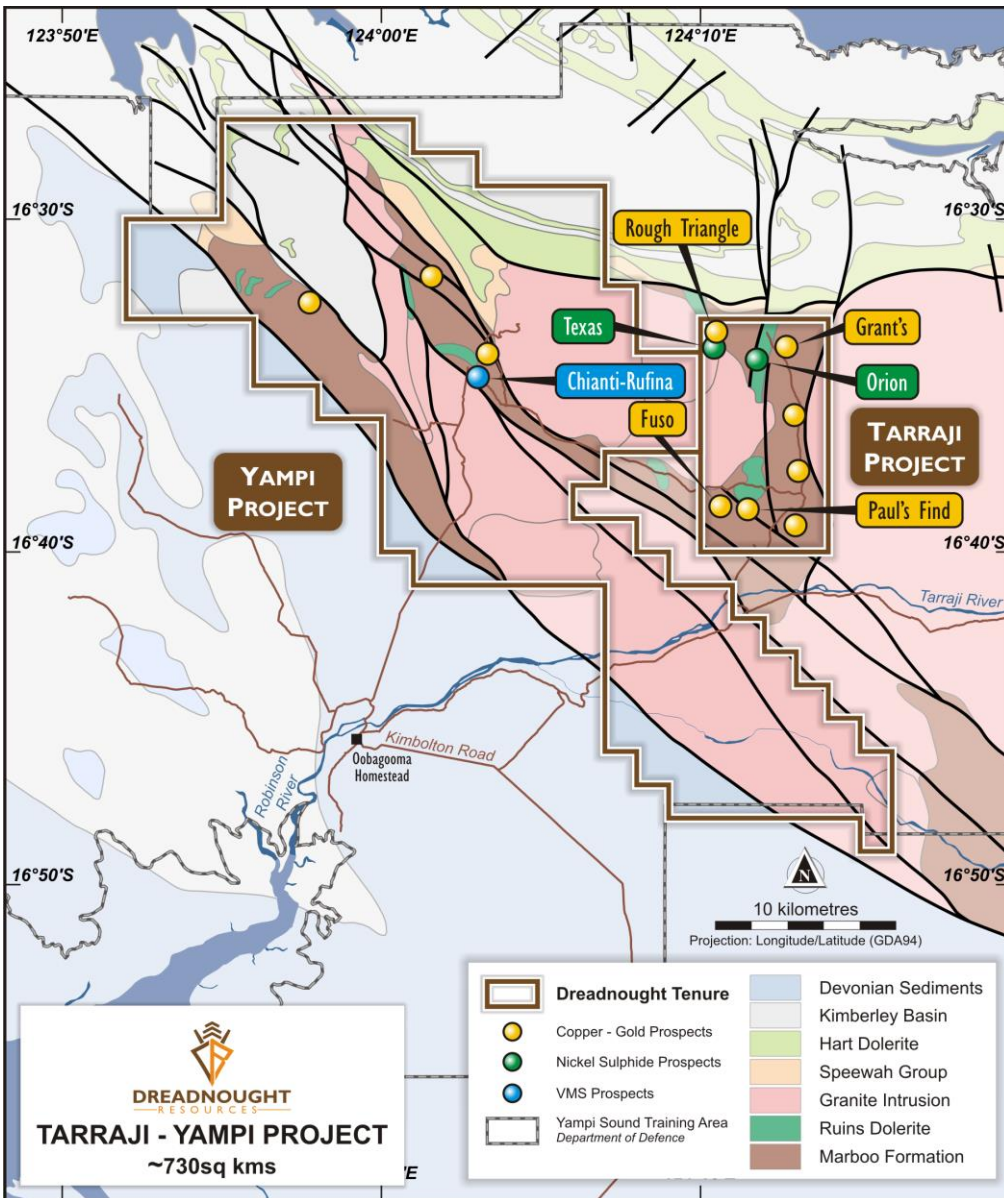 123°50'E
124°00'E
124°10'E
16°30'S
16°30'S
Rough Triangle
Texas
Grant's
Chianti-Rufina
Orion
Fuso
TARRAJI
PROJECT
YAMPI
PROJECT
Paul's Find
16°40'S
16°40'S
Tarraji River
Kimbolton Road
Oobagooma
Homestead
Robinson
River
16°50'S
16°50'S
N
10 kilometres
Projection: Longitude/Latitude (GDA94)
DREADNOUGHT
RESOURCES
TARRAJI - YAMPI PROJECT
~730sq kms
Dreadnought Tenure
Copper - Gold Prospects
Nickel Sulphide Prospects
VMS Prospects
Yampi Sound Training Area
Department of Defence
Devonian Sediments
Kimberley Basin
Hart Dolerite
Speewah Group
Granite Intrusion
Ruins Dolerite
Marboo Formation